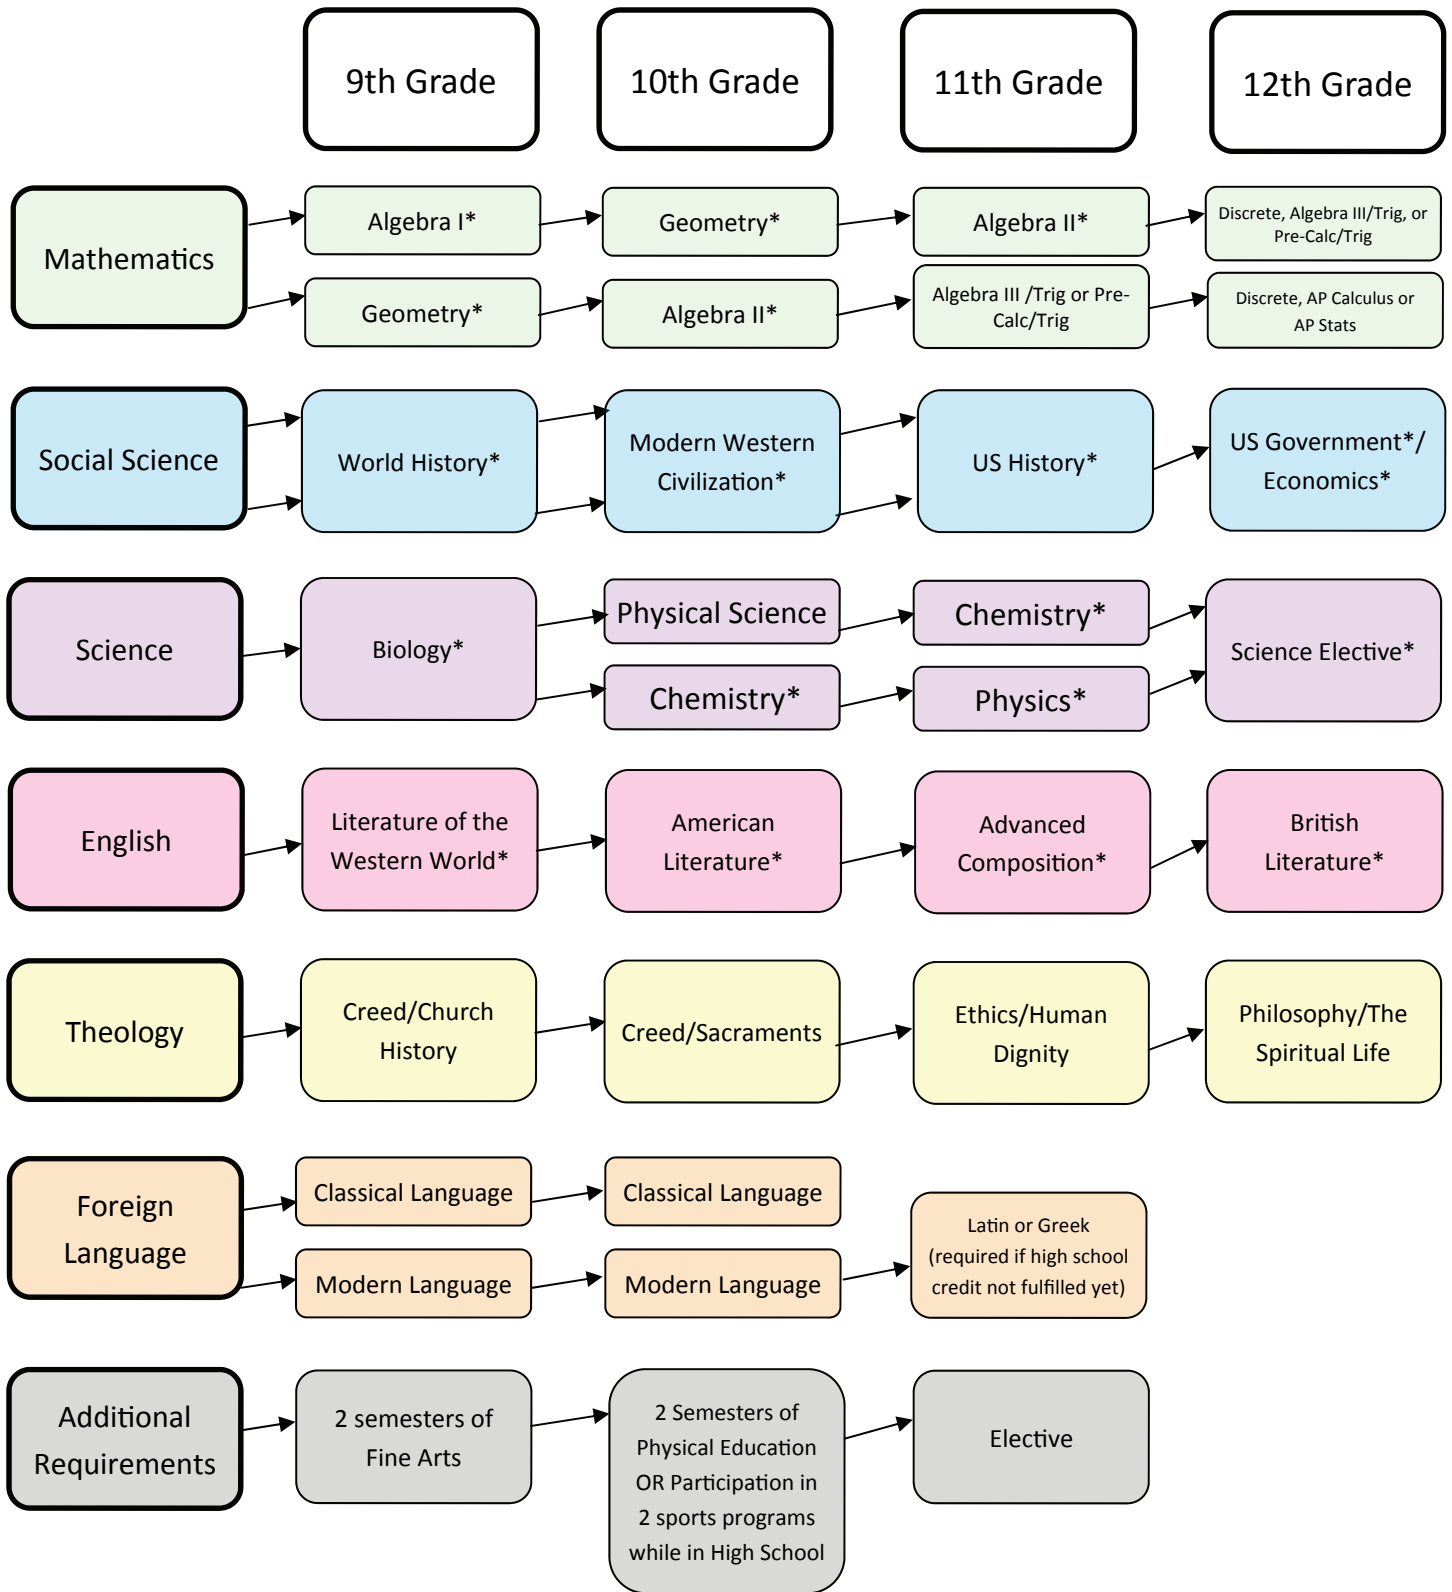 9th Grade
10th Grade
11th Grade
12th Grade
Mathematics
Algebra I*
Geometry*
Algebra II*
Discrete, Algebra III/Trig, or
Pre-Calc/Trig
Geometry*
Algebra II*
Algebra III /Trig or Pre-
Calc/Trig
Discrete, AP Calculus or
AP Stats
Social Science
World History*
Modern Western
Civilization*
US History*
US Government*/
Economics*
Science
Biology*
Physical Science
Chemistry*
Chemistry*
Physics*
Science Elective*
English
Literature of the
Western World*
American
Literature*
Advanced
Composition*
British
Literature*
Theology
Creed/Church
History
Creed/Sacraments
Ethics/Human
Dignity
Philosophy/The
Spiritual Life
Foreign
Language
Classical Language
Classical Language
Modern Language
Modern Language
Latin or Greek
(required if high school
credit not fulfilled yet)
Additional
Requirements
2 semesters of
Fine Arts
2 Semesters of
Physical Education
OR Participation in
2 sports programs
while in High School
Elective